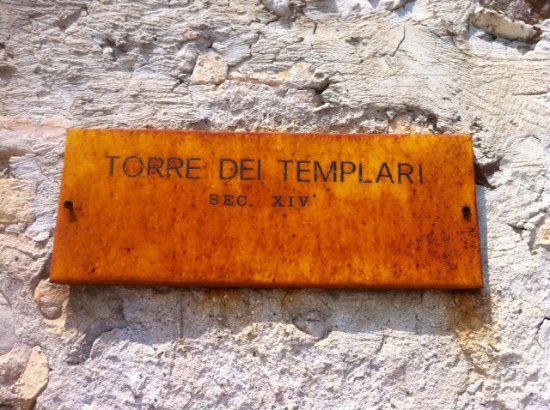 TORRE DEI TEMPLARI
SEC. XIV